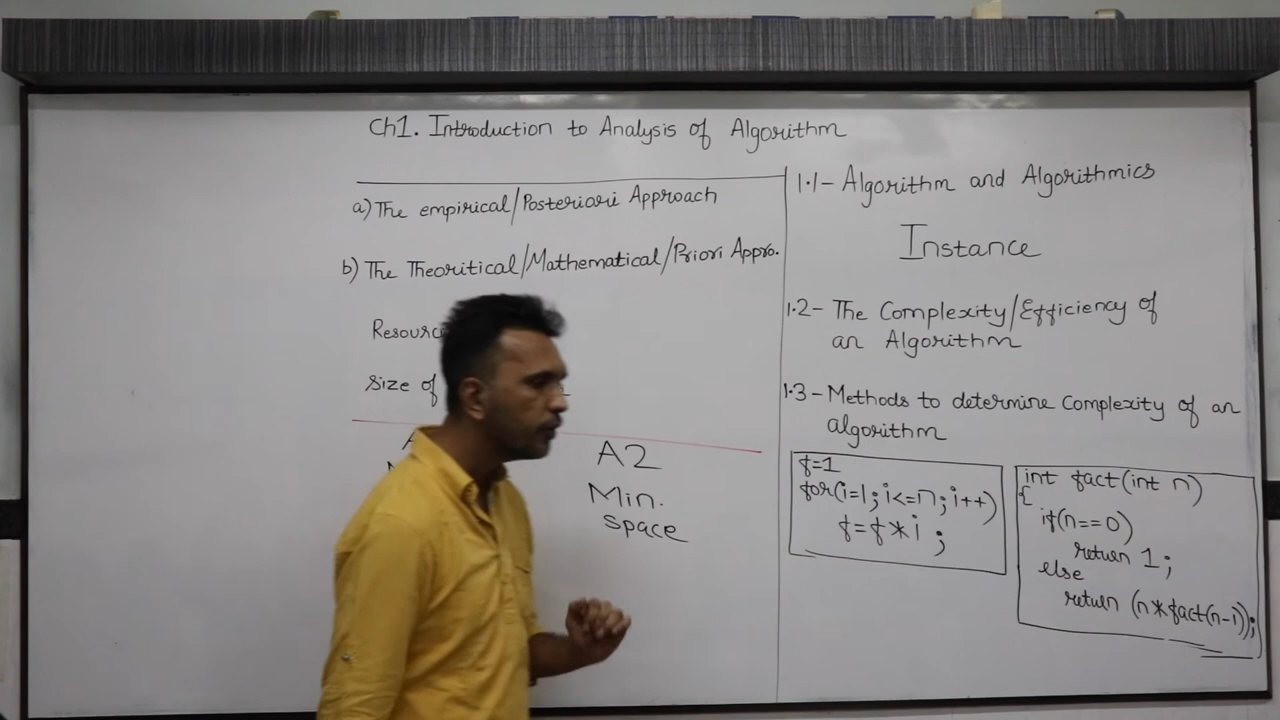 Ch1. Introduction to Analysis of Algorithm
a) The empirical/Posteriori Approach
b) The Theoritical/Mathematical/Priori Appro.
Size of
A2
Min.
space
1.1- Algorithm and Algorithmics
Instance
1.2- The Complexity/Efficiency of
an Algorithm
1.3- Methods to determine Complexity of an
algorithm
f=1
for(i=1; i<=n; i++)
f=f*i ;
int fact(int n)
{
if(n==0)
return 1;
else
return (n*fact(n-1));